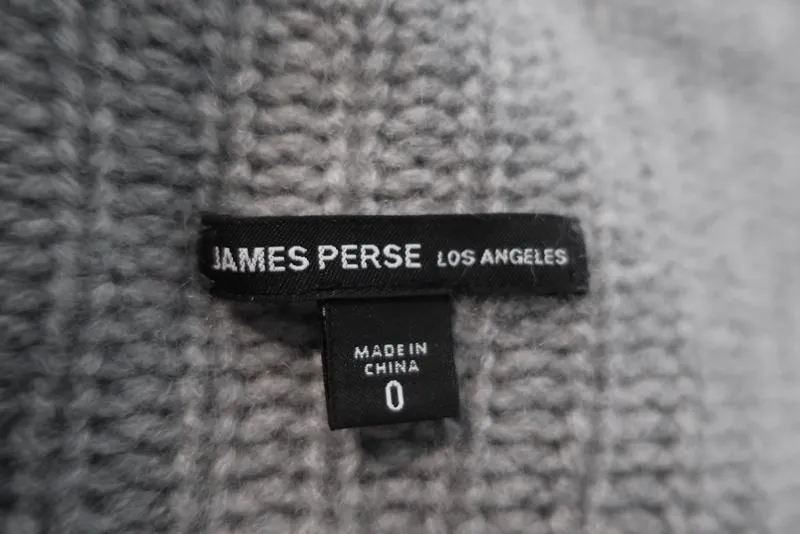 JAMES PERSE LOS ANGELES
MADE IN
CHINA
0